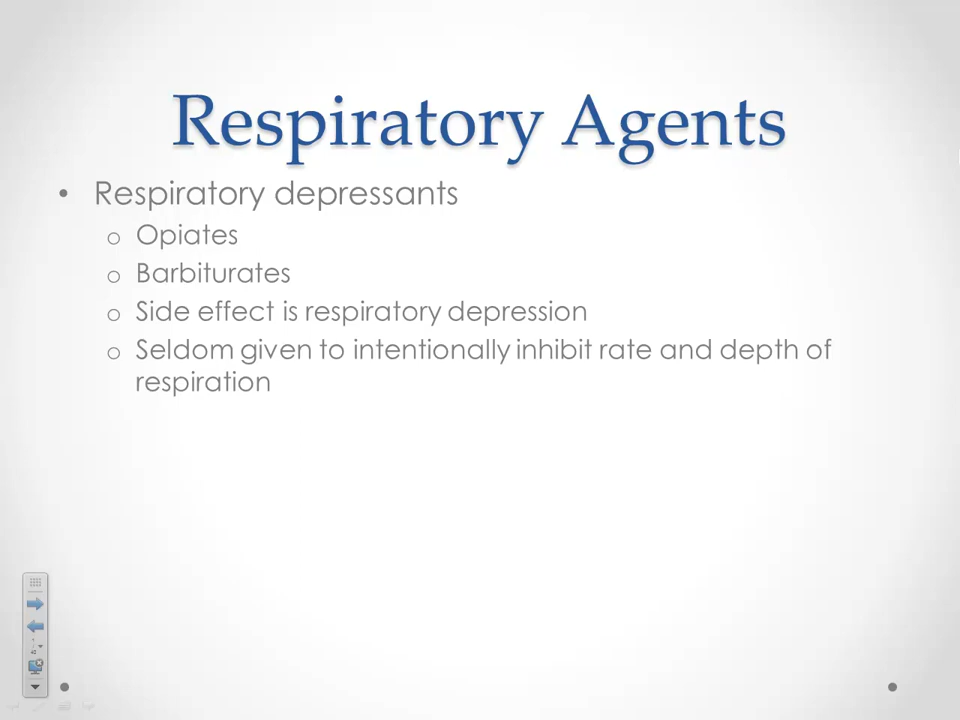 Respiratory Agents
• Respiratory depressants
o Opiates
o Barbiturates
o Side effect is respiratory depression
o Seldom given to intentionally inhibit rate and depth of
respiration